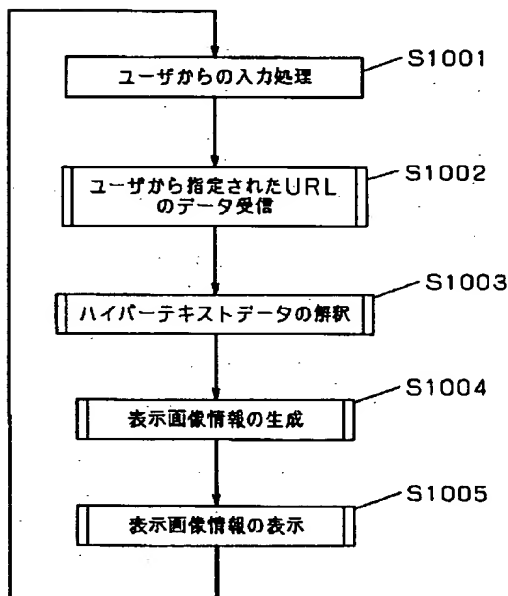 ユーザからの入力処理
S1001
ユーザから指定されたURL
のデータ受信
S1002
ハイパーテキストデータの解釈
S1003
表示画像情報の生成
S1004
表示画像情報の表示
S1005